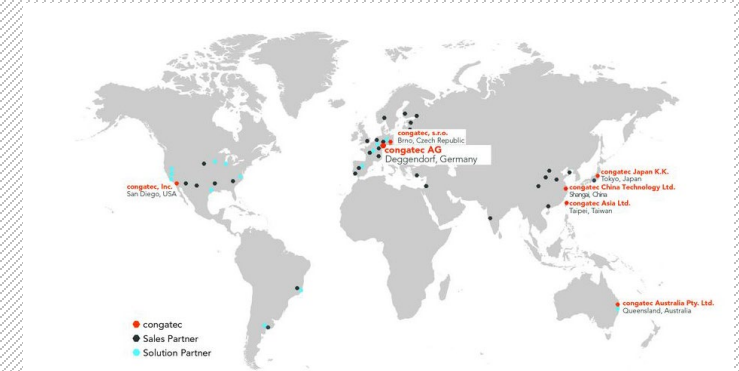 congatec, s.r.o.
Brno, Czech Republic
congatec AG
Deggendorf, Germany
congatec, Inc.
San Diego, USA
congatec Japan K.K.
Tokyo, Japan
congatec China Technology Ltd.
Shangai, China
congatec Asia Ltd.
Taipei, Taiwan
congatec Australia Pty. Ltd.
Queensland, Australia
congatec
Sales Partner
Solution Partner